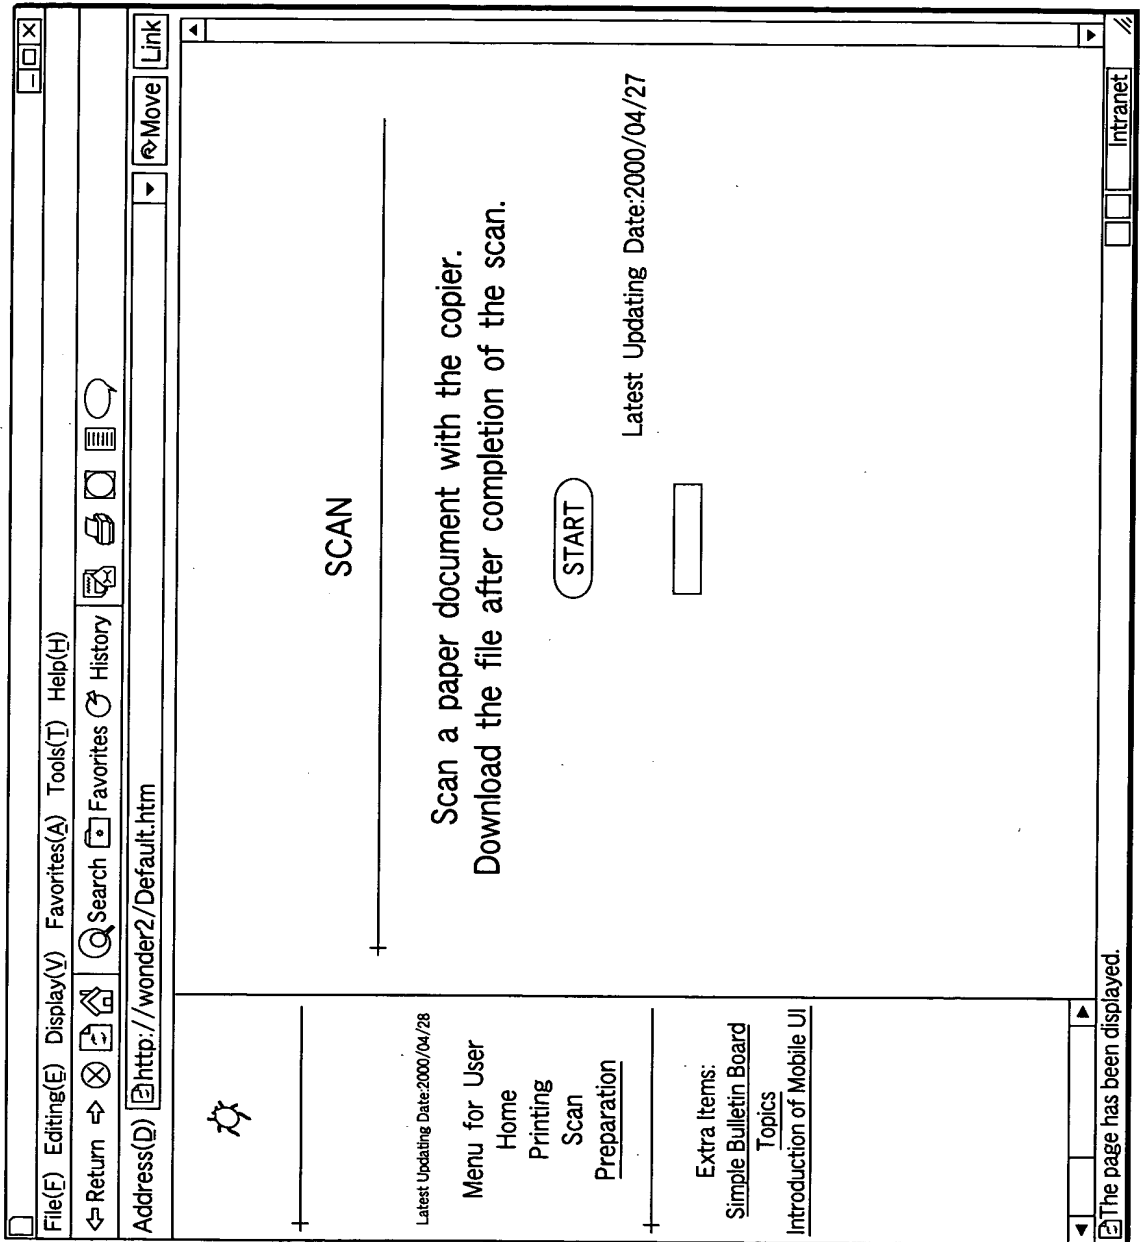 File(F) Editing(E) Display(V) Favorites(A) Tools(T) Help(H)
Return Search Favorites History
Address(D) http://wonder2/Default.htm Move Link
Latest Updating Date:2000/04/28
Menu for User
Home
Printing
Scan
Preparation
Extra Items:
Simple Bulletin Board
Topics
Introduction of Mobile UI
SCAN
Scan a paper document with the copier.
Download the file after completion of the scan.
START
Latest Updating Date:2000/04/27
The page has been displayed. Intranet